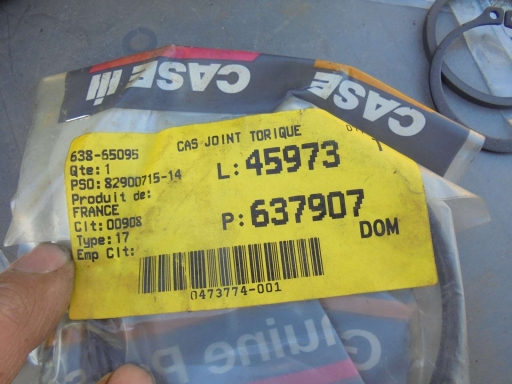 CASE III
CASE
CAS JOINT TORIQUE
638-65095
Qte: 1
PSO: 82900715-14
Produit de:
FRANCE
Clt: 00908
Type: 17
Emp Clt:
L: 45973
P: 637907
DOM
0473774-001
Genuine P